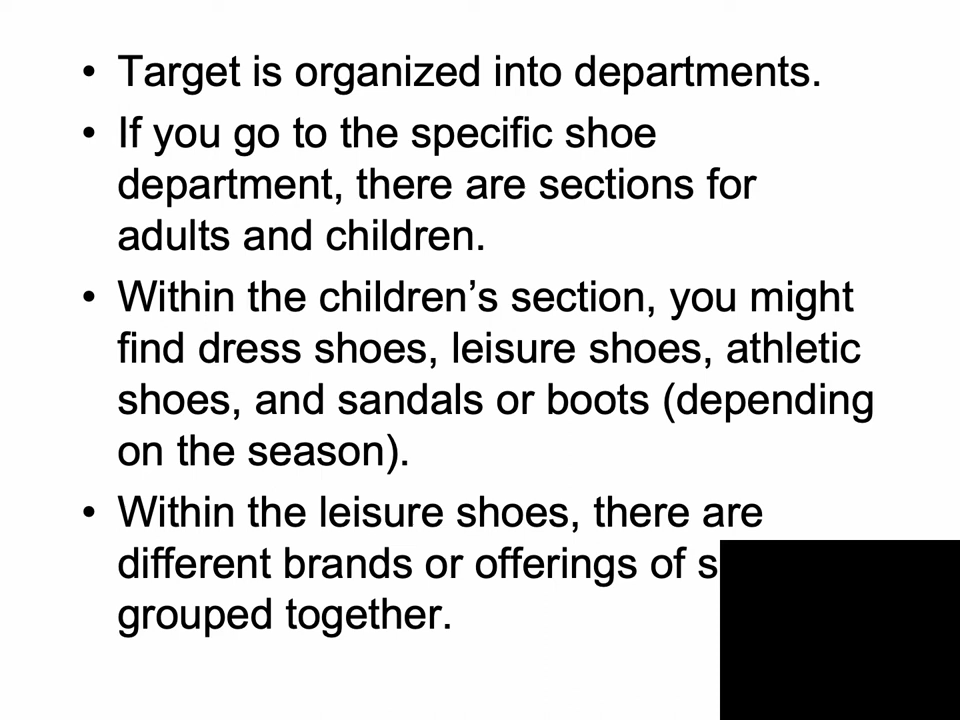 • Target is organized into departments.
• If you go to the specific shoe
department, there are sections for
adults and children.
• Within the children’s section, you might
find dress shoes, leisure shoes, athletic
shoes, and sandals or boots (depending
on the season).
• Within the leisure shoes, there are
different brands or offerings of
grouped together.